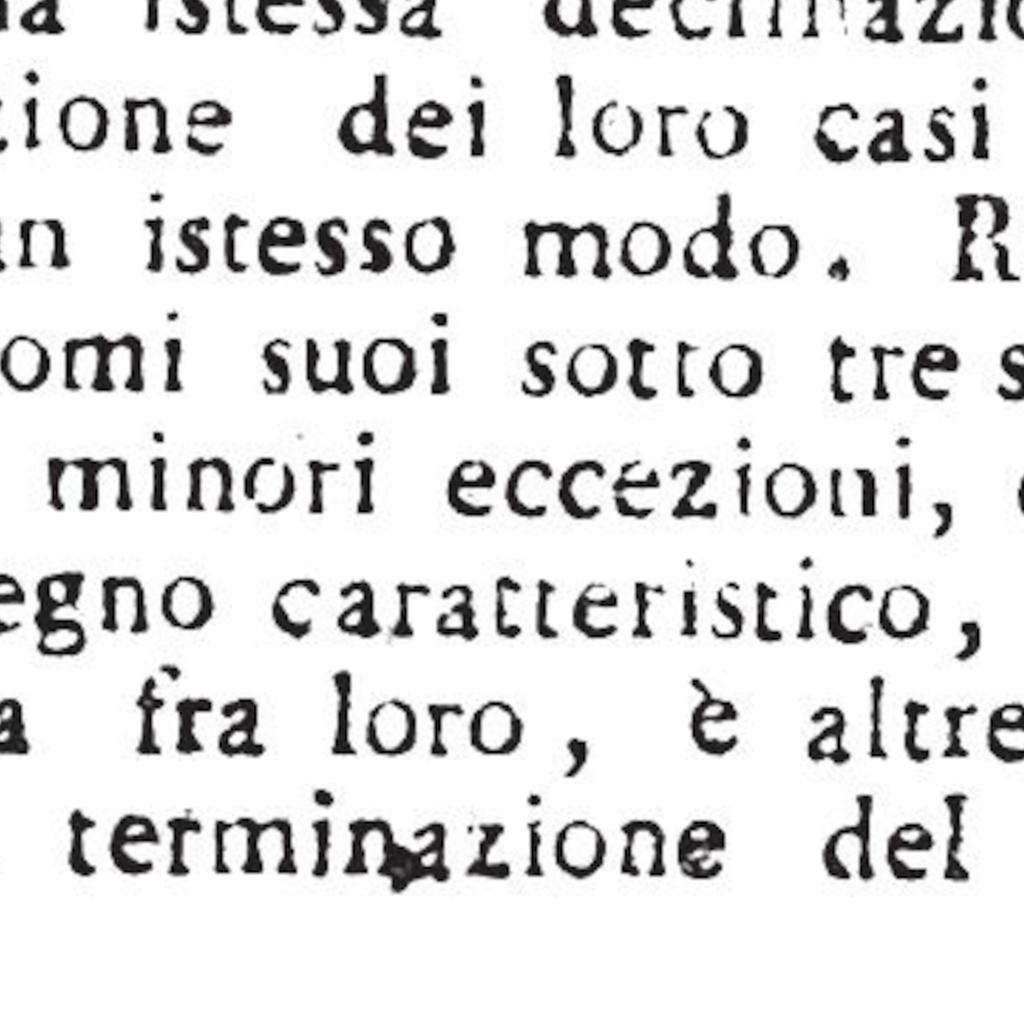 istessa declinazio
zione dei loro casi
un istesso modo. R
omi suoi sotto tre s
minori eccezioni,
egno caratteristico,
a fra loro, è altre
terminazione del